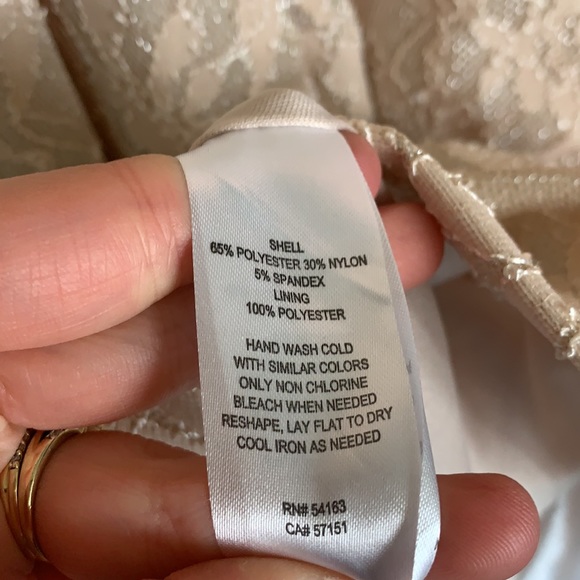 SHELL
65% POLYESTER 30% NYLON
5% SPANDEX
LINING
100% POLYESTER
HAND WASH COLD
WITH SIMILAR COLORS
ONLY NON CHLORINE
BLEACH WHEN NEEDED
RESHAPE, LAY FLAT TO DRY
COOL IRON AS NEEDED
RN# 54163
CA# 57151